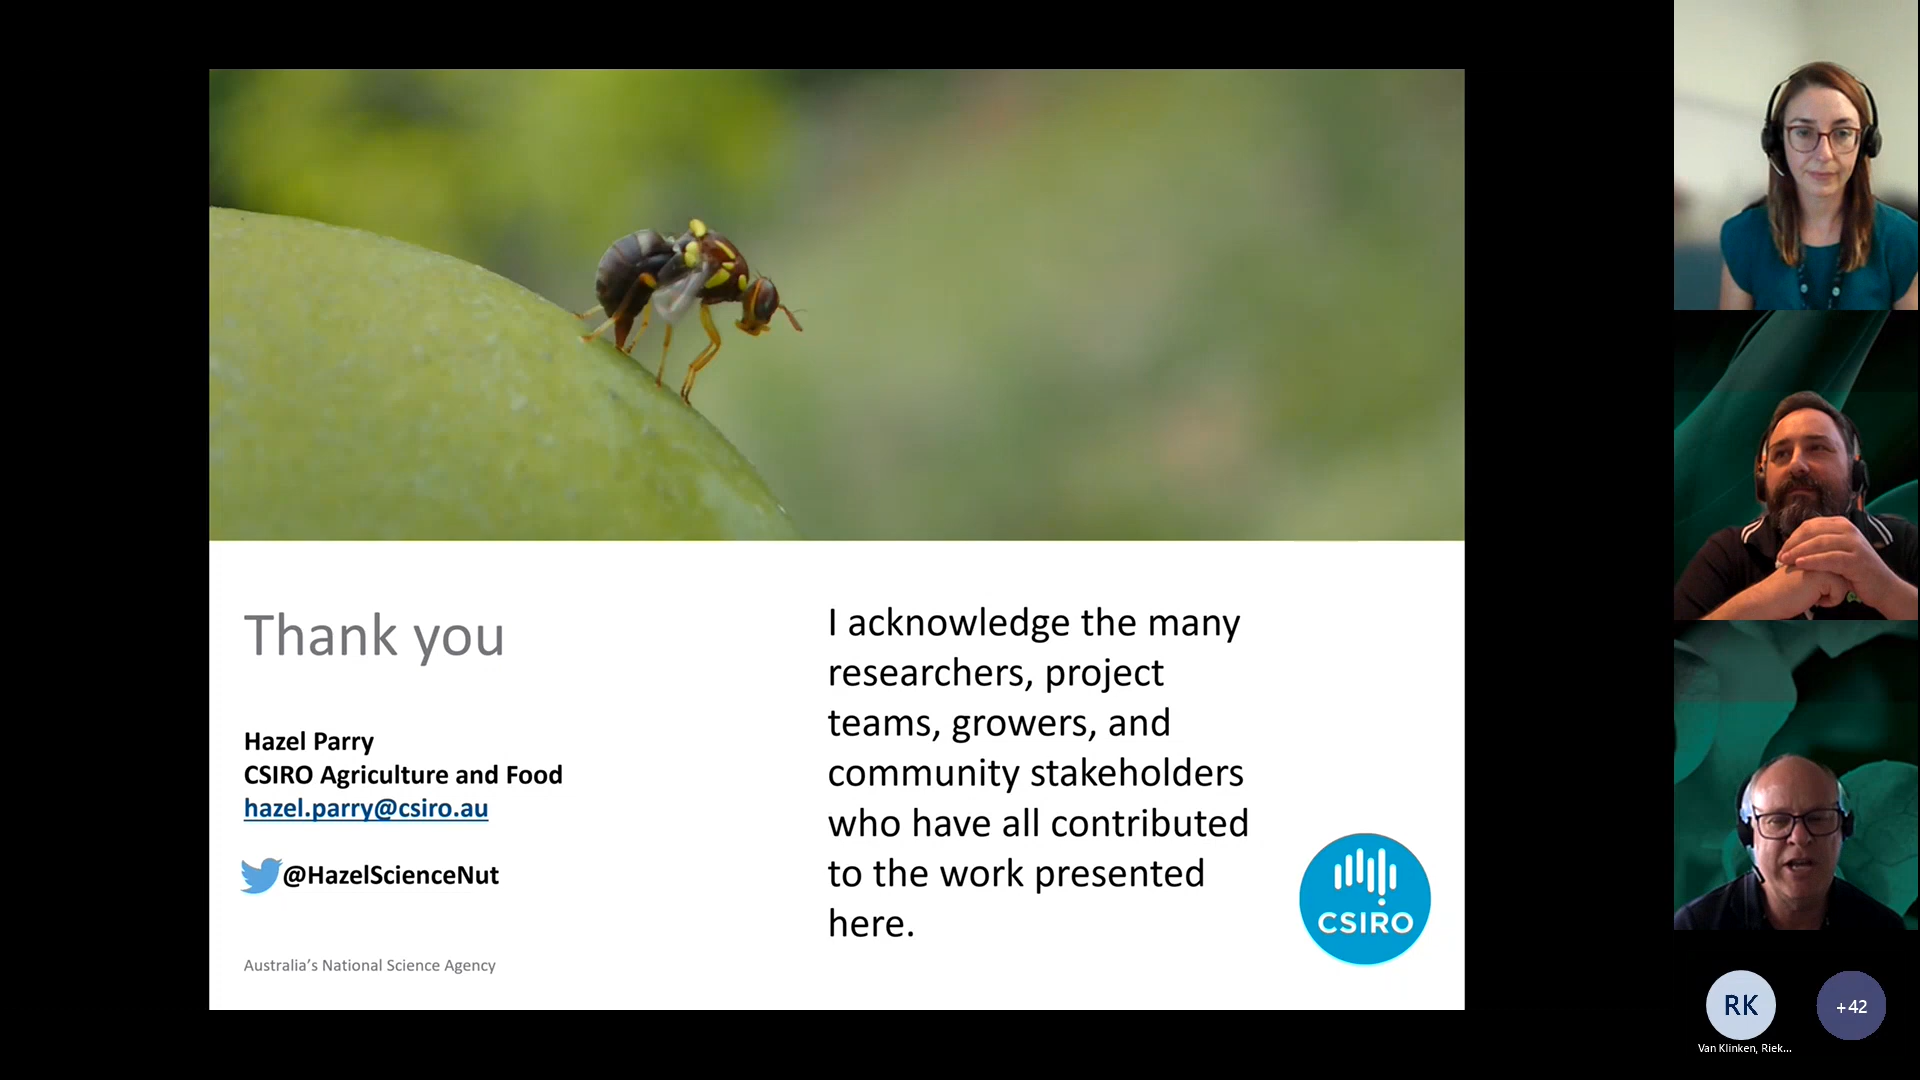 Thank you
Hazel Parry
CSIRO Agriculture and Food
hazel.parry@csiro.au
@HazelScienceNut
Australia's National Science Agency
I acknowledge the many
researchers, project
teams, growers, and
community stakeholders
who have all contributed
to the work presented
here.
CSIRO
RK
Van Klinken, Riek...
+42